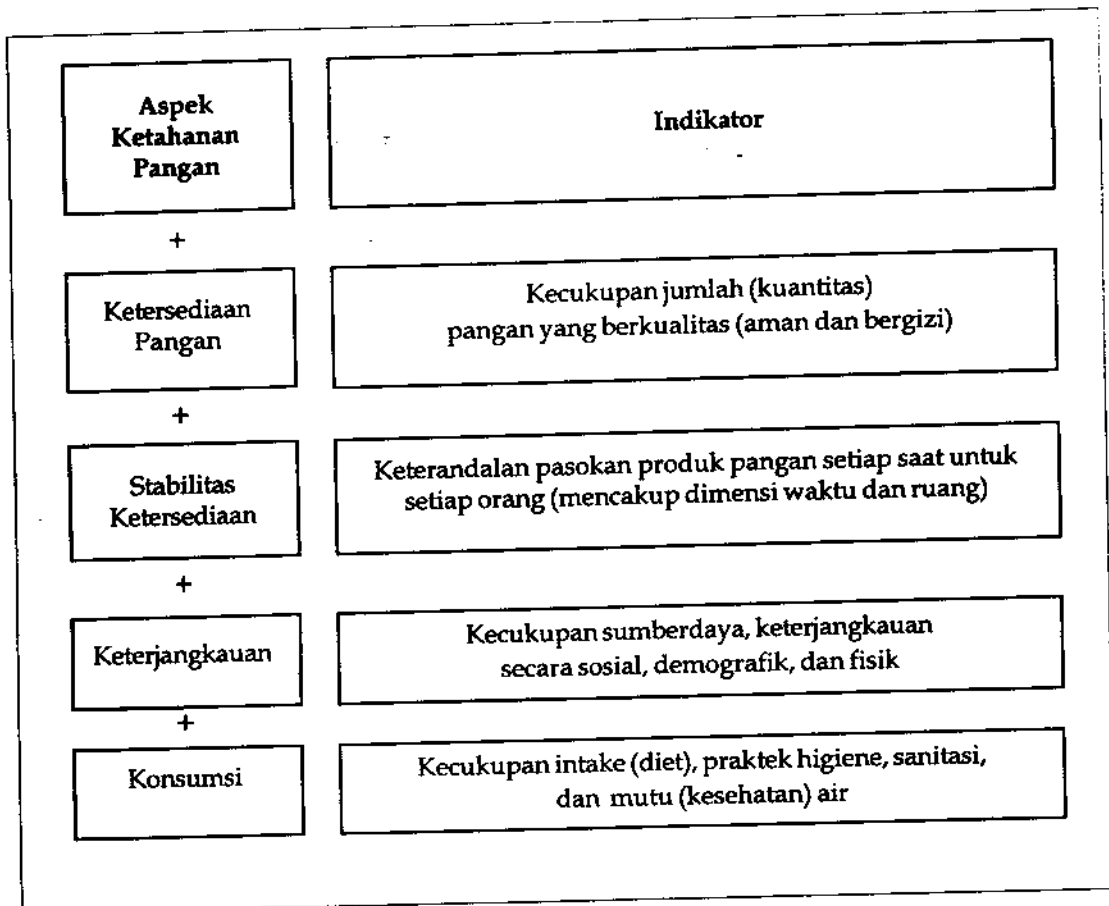 Aspek
Ketahanan
Pangan
Indikator
+
Ketersediaan
Pangan
Kecukupan jumlah (kuantitas)
pangan yang berkualitas (aman dan bergizi)
+
Stabilitas
Ketersediaan
Keterandalan pasokan produk pangan setiap saat untuk
setiap orang (mencakup dimensi waktu dan ruang)
+
Keterjangkauan
Kecukupan sumberdaya, keterjangkauan
secara sosial, demografik, dan fisik
+
Konsumsi
Kecukupan intake (diet), praktek higiene, sanitasi,
dan mutu (kesehatan) air